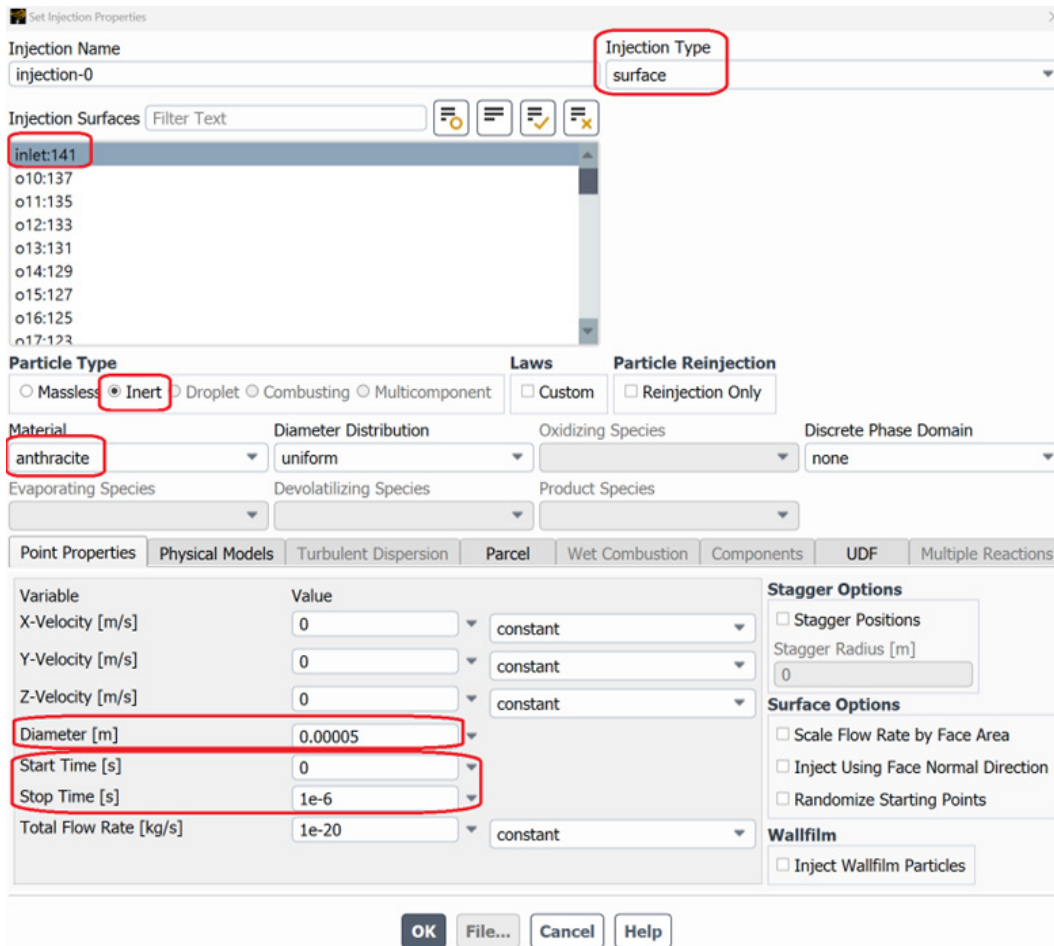 Set Injection Properties
Injection Name
Injection Type
injection-0
surface
Injection Surfaces Filter Text
inlet:141
o10:137
o11:135
o12:133
o13:131
o14:129
o15:127
o16:125
o17:123
Particle Type Laws Particle Reinjection
Massless Inert Droplet Combusting Multicomponent Custom Reinjection Only
Material Diameter Distribution Oxidizing Species Discrete Phase Domain
anthracite uniform none
Evaporating Species Devolatilizing Species Product Species
Point Properties Physical Models Turbulent Dispersion Parcel Wet Combustion Components UDF Multiple Reactions
Variable Value
X-Velocity [m/s] 0 constant
Y-Velocity [m/s] 0 constant
Z-Velocity [m/s] 0 constant
Diameter [m] 0.00005
Start Time [s] 0
Stop Time [s] 1e-6
Total Flow Rate [kg/s] 1e-20 constant
Stagger Options
Stagger Positions
Stagger Radius [m]
0
Surface Options
Scale Flow Rate by Face Area
Inject Using Face Normal Direction
Randomize Starting Points
Wallfilm
Inject Wallfilm Particles
OK File... Cancel Help